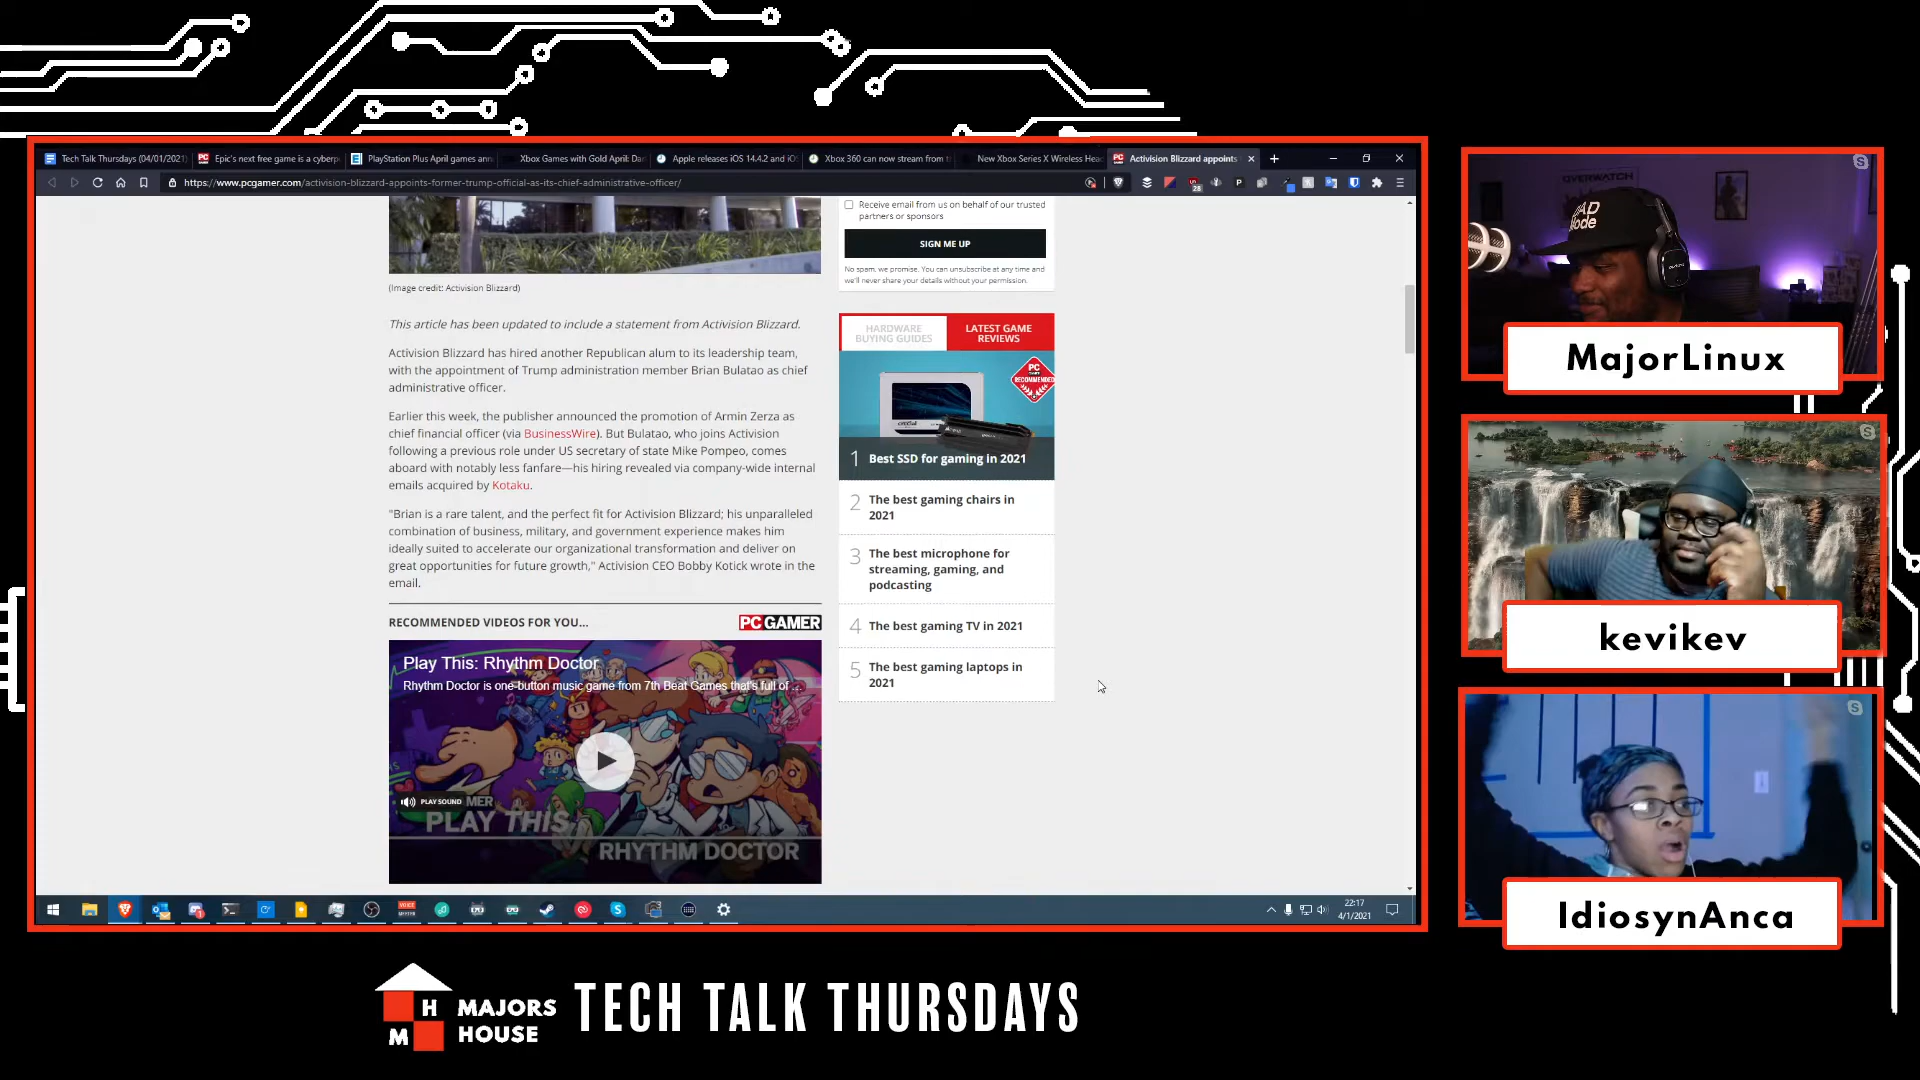 Tech Talk Thursdays (04/01/2021)
Epic's next free game is a cyberp
PlayStation Plus April games ann
Xbox Games with Gold April: Dar
Apple releases iOS 14.4.2 and iO
Xbox 360 can now stream from t
New Xbox Series X Wireless Hea
Activision Blizzard appoints
https://www.pcgamer.com/activision-blizzard-appoints-former-trump-official-as-its-chief-administrative-officer/
28
(Image credit: Activision Blizzard)
This article has been updated to include a statement from Activision Blizzard.
Activision Blizzard has hired another Republican alum to its leadership team,
with the appointment of Trump administration member Brian Bulatao as chief
administrative officer.
Earlier this week, the publisher announced the promotion of Armin Zerza as
chief financial officer (via BusinessWire). But Bulatao, who joins Activision
following a previous role under US secretary of state Mike Pompeo, comes
aboard with notably less fanfare—his hiring revealed via company-wide internal
emails acquired by Kotaku.
"Brian is a rare talent, and the perfect fit for Activision Blizzard; his unparalleled
combination of business, military, and government experience makes him
ideally suited to accelerate our organizational transformation and deliver on
great opportunities for future growth," Activision CEO Bobby Kotick wrote in the
email.
RECOMMENDED VIDEOS FOR YOU...
PC GAMER
Play This: Rhythm Doctor
Rhythm Doctor is one-button music game from 7th Beat Games that's full of ...
PLAY SOUND
MER
PLAY THIS
RHYTHM DOCTOR
Receive email from us on behalf of our trusted
partners or sponsors
SIGN ME UP
No spam, we promise. You can unsubscribe at any time and
we'll never share your details without your permission.
HARDWARE
BUYING GUIDES
LATEST GAME
REVIEWS
PC
GAMER
RECOMMENDED
crucial
1 Best SSD for gaming in 2021
2 The best gaming chairs in
2021
3 The best microphone for
streaming, gaming, and
podcasting
4 The best gaming TV in 2021
5 The best gaming laptops in
2021
22:17
4/1/2021
OVERWATCH
Mode
MajorLinux
kevikev
IdiosynAnca
H
M
MAJORS
HOUSE
TECH TALK THURSDAYS